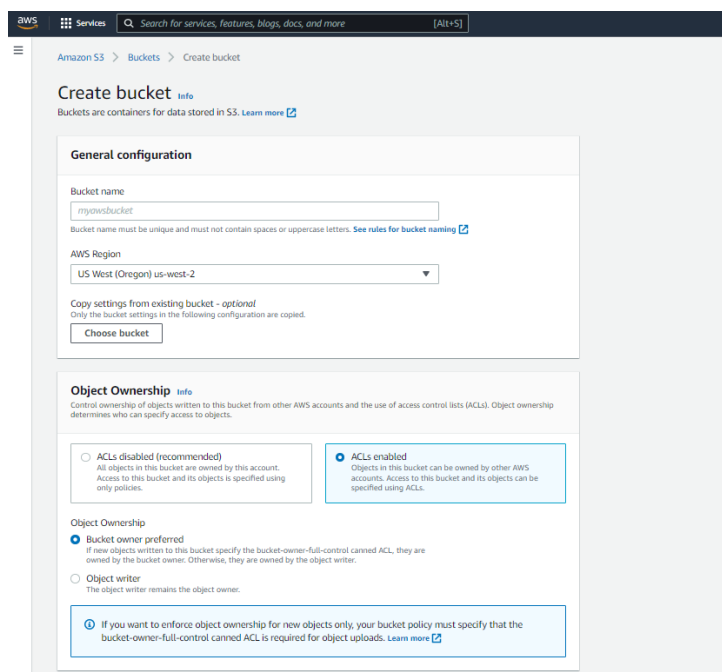 aws
Services
Search for services, features, blogs, docs, and more
[Alt+S]
Amazon S3 > Buckets > Create bucket
Create bucket Info
Buckets are containers for data stored in S3. Learn more
General configuration
Bucket name
myawsbucket
Bucket name must be unique and must not contain spaces or uppercase letters. See rules for bucket naming
AWS Region
US West (Oregon) us-west-2
Copy settings from existing bucket - optional
Only the bucket settings in the following configuration are copied.
Choose bucket
Object Ownership Info
Control ownership of objects written to this bucket from other AWS accounts and the use of access control lists (ACLs). Object ownership
determines who can specify access to objects.
ACLs disabled (recommended)
All objects in this bucket are owned by this account.
Access to this bucket and its objects is specified using
only policies.
ACLs enabled
Objects in this bucket can be owned by other AWS
accounts. Access to this bucket and its objects can be
specified using ACLs.
Object Ownership
Bucket owner preferred
If new objects written to this bucket specify the bucket-owner-full-control canned ACL, they are
owned by the bucket owner. Otherwise, they are owned by the object writer.
Object writer
The object writer remains the object owner.
If you want to enforce object ownership for new objects only, your bucket policy must specify that the
bucket-owner-full-control canned ACL is required for object uploads. Learn more